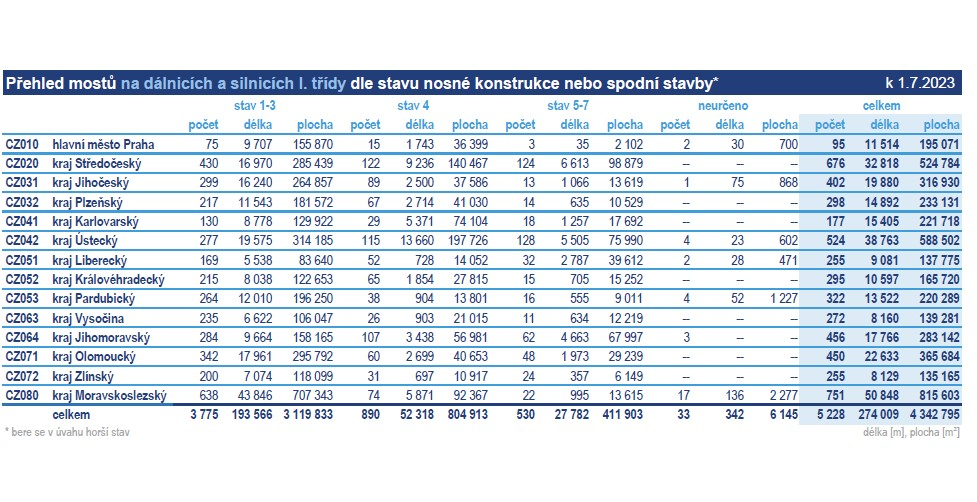 Přehled mostů na dálnicích a silnicích I. třídy dle stavu nosné konstrukce nebo spodní stavby* k 1.7.2023
stav 1-3 stav 4 stav 5-7 neurčeno celkem
počet délka plocha počet délka plocha počet délka plocha počet délka plocha počet délka plocha
CZ010 hlavní město Praha 75 9 707 155 870 15 1 743 36 399 3 35 2 102 2 30 700 95 11 514 195 071
CZ020 kraj Středočeský 430 16 970 285 439 122 9 236 140 467 124 6 613 98 879 -- -- -- 676 32 818 524 784
CZ031 kraj Jihočeský 299 16 240 264 857 89 2 500 37 586 13 1 066 13 619 1 75 868 402 19 880 316 930
CZ032 kraj Plzeňský 217 11 543 181 572 67 2 714 41 030 14 635 10 529 -- -- -- 298 14 892 233 131
CZ041 kraj Karlovarský 130 8 778 129 922 29 5 371 74 104 18 1 257 17 692 -- -- -- 177 15 405 221 718
CZ042 kraj Ústecký 277 19 575 314 185 115 13 660 197 726 128 5 505 75 990 4 23 602 524 38 763 588 502
CZ051 kraj Liberecký 169 5 538 83 640 52 728 14 052 32 2 787 39 612 2 28 471 255 9 081 137 775
CZ052 kraj Královéhradecký 215 8 038 122 653 65 1 854 27 815 15 705 15 252 -- -- -- 295 10 597 165 720
CZ053 kraj Pardubický 264 12 010 196 250 38 904 13 801 16 555 9 011 4 52 1 227 322 13 522 220 289
CZ063 kraj Vysočina 235 6 622 106 047 26 903 21 015 11 634 12 219 -- -- -- 272 8 160 139 281
CZ064 kraj Jihomoravský 284 9 664 158 165 107 3 438 56 981 62 4 663 67 997 3 -- -- 456 17 766 283 142
CZ071 kraj Olomoucký 342 17 961 295 792 60 2 699 40 653 48 1 973 29 239 -- -- -- 450 22 633 365 684
CZ072 kraj Zlínský 200 7 074 118 099 31 697 10 917 24 357 6 149 -- -- -- 255 8 129 135 165
CZ080 kraj Moravskoslezský 638 43 846 707 343 74 5 871 92 367 22 995 13 615 17 136 2 277 751 50 848 815 603
celkem 3 775 193 566 3 119 833 890 52 318 804 913 530 27 782 411 903 33 342 6 145 5 228 274 009 4 342 795
* bere se v úvahu horší stav délka [m], plocha [m²]